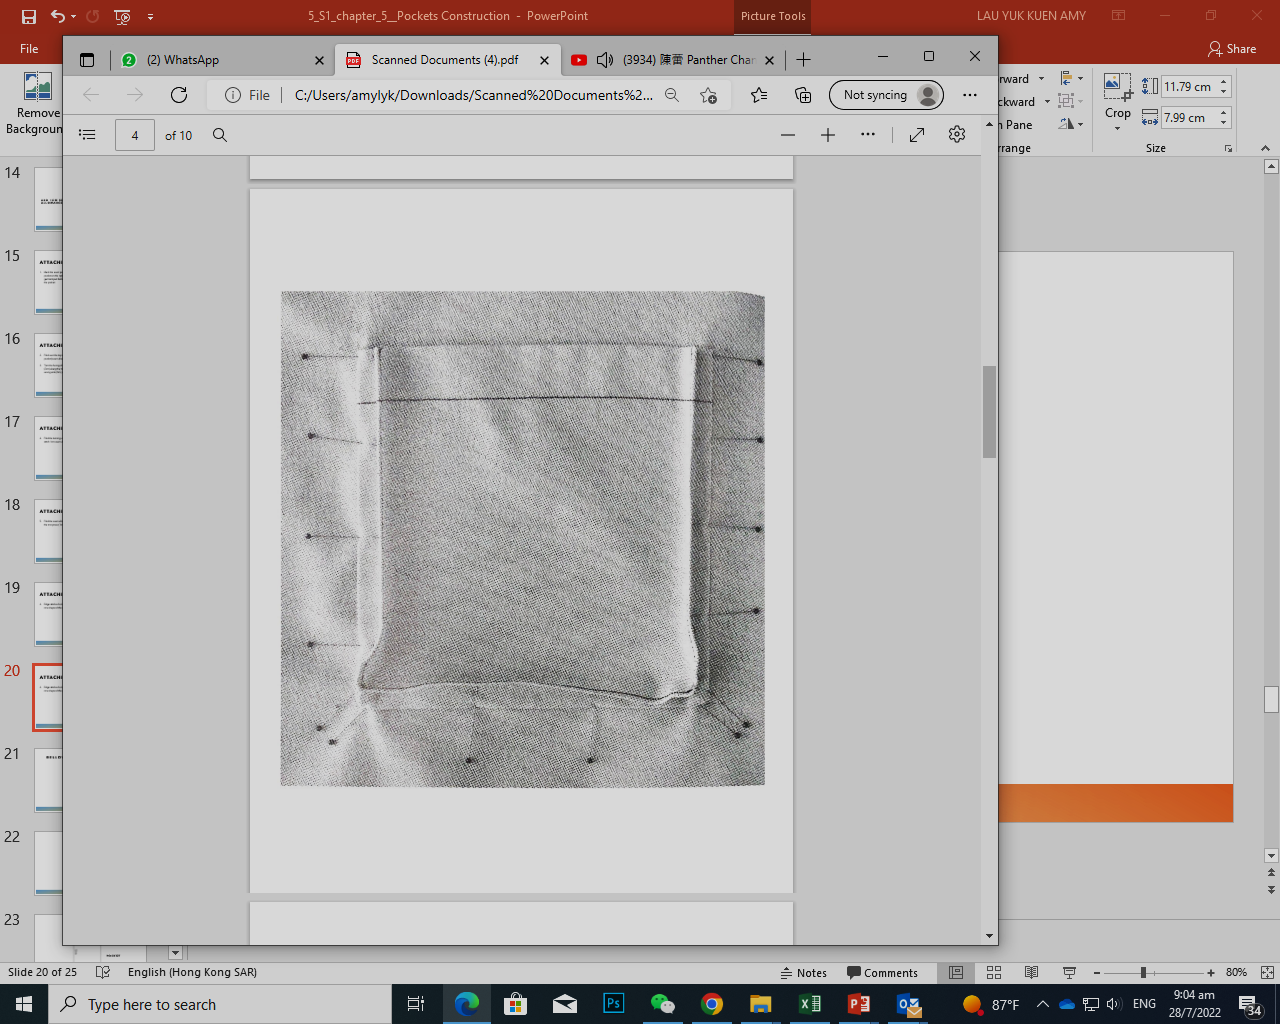 5_S1_chapter_5__Pockets Construction - PowerPoint
Picture Tools
LAU YUK KUEN AMY
File
Share
(2) WhatsApp
Scanned Documents (4).pdf
(3934) 陳蕾 Panther Char
File
C:/Users/amylyk/Downloads/Scanned%20Documents%2...
Not syncing
4
of 10
Remove
Backgroun
rward
ckward
n Pane
rrange
Crop
11.79 cm
7.99 cm
Size
14
15
16
17
18
19
20
21
22
23
Slide 20 of 25
English (Hong Kong SAR)
Notes
Comments
80%
Type here to search
87°F
ENG
9:04 am
28/7/2022
34